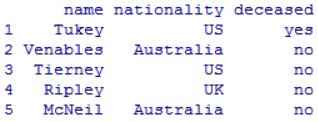 name nationality deceased
1 Tukey US yes
2 Venables Australia no
3 Tierney US no
4 Ripley UK no
5 McNeil Australia no